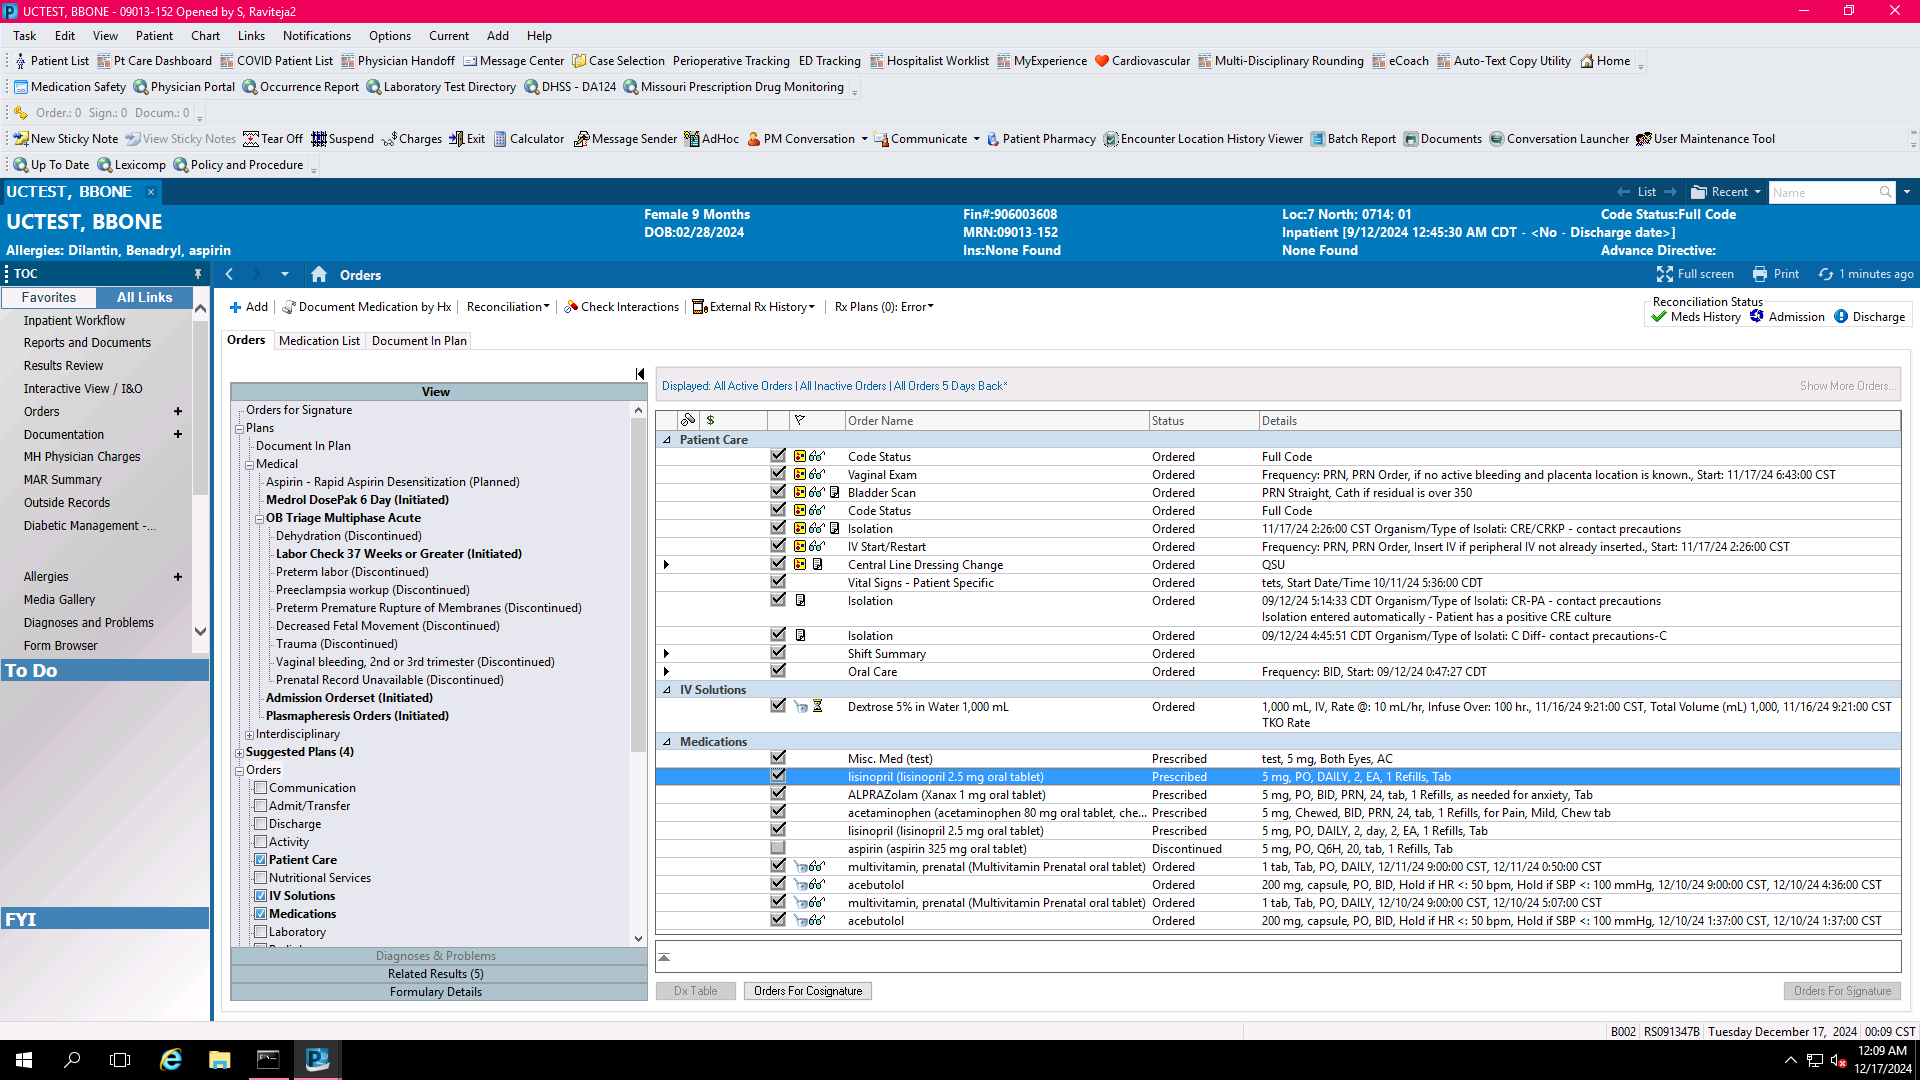 UCTEST, BBONE - 09013-152 Opened by S, Raviteja2
Task Edit View Patient Chart Links Notifications Options Current Add Help
Patient List Pt Care Dashboard COVID Patient List Physician Handoff Message Center Case Selection Perioperative Tracking ED Tracking Hospitalist Worklist MyExperience Cardiovascular Multi-Disciplinary Rounding eCoach Auto-Text Copy Utility Home
Medication Safety Physician Portal Occurrence Report Laboratory Test Directory DHSS - DA124 Missouri Prescription Drug Monitoring
Order.: 0 Sign.: 0 Docum.: 0
New Sticky Note View Sticky Notes Tear Off Suspend Charges Exit Calculator Message Sender AdHoc PM Conversation Communicate Patient Pharmacy Encounter Location History Viewer Batch Report Documents Conversation Launcher User Maintenance Tool
Up To Date Lexicomp Policy and Procedure
UCTEST, BBONE × List Recent Name
UCTEST, BBONE Female 9 Months Fin#:906003608 Loc:7 North; 0714; 01 Code Status:Full Code
DOB:02/28/2024 MRN:09013-152 Inpatient [9/12/2024 12:45:30 AM CDT - <No - Discharge date>]
Allergies: Dilantin, Benadryl, aspirin Ins:None Found None Found Advance Directive:
TOC Orders Full screen Print 1 minutes ago
Favorites All Links
Inpatient Workflow
Reports and Documents
Results Review
Interactive View / I&O
Orders +
Documentation +
MH Physician Charges
MAR Summary
Outside Records
Diabetic Management -...
Allergies +
Media Gallery
Diagnoses and Problems
Form Browser
To Do
FYI
Add Document Medication by Hx Reconciliation Check Interactions External Rx History Rx Plans (0): Error
Reconciliation Status
Meds History Admission Discharge
Orders Medication List Document In Plan
View
Orders for Signature
Plans
Document In Plan
Medical
Aspirin - Rapid Aspirin Desensitization (Planned)
Medrol DosePak 6 Day (Initiated)
OB Triage Multiphase Acute
Dehydration (Discontinued)
Labor Check 37 Weeks or Greater (Initiated)
Preterm labor (Discontinued)
Preeclampsia workup (Discontinued)
Preterm Premature Rupture of Membranes (Discontinued)
Decreased Fetal Movement (Discontinued)
Trauma (Discontinued)
Vaginal bleeding, 2nd or 3rd trimester (Discontinued)
Prenatal Record Unavailable (Discontinued)
Admission Orderset (Initiated)
Plasmapheresis Orders (Initiated)
Interdisciplinary
Suggested Plans (4)
Orders
Communication
Admit/Transfer
Discharge
Activity
Patient Care
Nutritional Services
IV Solutions
Medications
Laboratory
Diagnoses & Problems
Related Results (5)
Formulary Details
Displayed: All Active Orders | All Inactive Orders | All Orders 5 Days Back* Show More Orders...
$ Order Name Status Details
Patient Care
Code Status Ordered Full Code
Vaginal Exam Ordered Frequency: PRN, PRN Order, if no active bleeding and placenta location is known., Start: 11/17/24 6:43:00 CST
Bladder Scan Ordered PRN Straight, Cath if residual is over 350
Code Status Ordered Full Code
Isolation Ordered 11/17/24 2:26:00 CST Organism/Type of Isolati: CRE/CRKP - contact precautions
IV Start/Restart Ordered Frequency: PRN, PRN Order, Insert IV if peripheral IV not already inserted., Start: 11/17/24 2:26:00 CST
Central Line Dressing Change Ordered QSU
Vital Signs - Patient Specific Ordered tets, Start Date/Time 10/11/24 5:36:00 CDT
Isolation Ordered 09/12/24 5:14:33 CDT Organism/Type of Isolati: CR-PA - contact precautions
Isolation entered automatically - Patient has a positive CRE culture
Isolation Ordered 09/12/24 4:45:51 CDT Organism/Type of Isolati: C Diff- contact precautions-C
Shift Summary Ordered
Oral Care Ordered Frequency: BID, Start: 09/12/24 0:47:27 CDT
IV Solutions
Dextrose 5% in Water 1,000 mL Ordered 1,000 mL, IV, Rate @: 10 mL/hr, Infuse Over: 100 hr., 11/16/24 9:21:00 CST, Total Volume (mL) 1,000, 11/16/24 9:21:00 CST
TKO Rate
Medications
Misc. Med (test) Prescribed test, 5 mg, Both Eyes, AC
lisinopril (lisinopril 2.5 mg oral tablet) Prescribed 5 mg, PO, DAILY, 2, EA, 1 Refills, Tab
ALPRAZolam (Xanax 1 mg oral tablet) Prescribed 5 mg, PO, BID, PRN, 24, tab, 1 Refills, as needed for anxiety, Tab
acetaminophen (acetaminophen 80 mg oral tablet, che... Prescribed 5 mg, Chewed, BID, PRN, 24, tab, 1 Refills, for Pain, Mild, Chew tab
lisinopril (lisinopril 2.5 mg oral tablet) Prescribed 5 mg, PO, DAILY, 2, day, 2, EA, 1 Refills, Tab
aspirin (aspirin 325 mg oral tablet) Discontinued 5 mg, PO, Q6H, 20, tab, 1 Refills, Tab
multivitamin, prenatal (Multivitamin Prenatal oral tablet) Ordered 1 tab, Tab, PO, DAILY, 12/11/24 9:00:00 CST, 12/11/24 0:50:00 CST
acebutolol Ordered 200 mg, capsule, PO, BID, Hold if HR <: 50 bpm, Hold if SBP <: 100 mmHg, 12/10/24 9:00:00 CST, 12/10/24 4:36:00 CST
multivitamin, prenatal (Multivitamin Prenatal oral tablet) Ordered 1 tab, Tab, PO, DAILY, 12/10/24 9:00:00 CST, 12/10/24 5:07:00 CST
acebutolol Ordered 200 mg, capsule, PO, BID, Hold if HR <: 50 bpm, Hold if SBP <: 100 mmHg, 12/10/24 1:37:00 CST, 12/10/24 1:37:00 CST
Dx Table Orders For Cosignature Orders For Signature
B002 RS091347B Tuesday December 17, 2024 00:09 CST
12:09 AM
12/17/2024